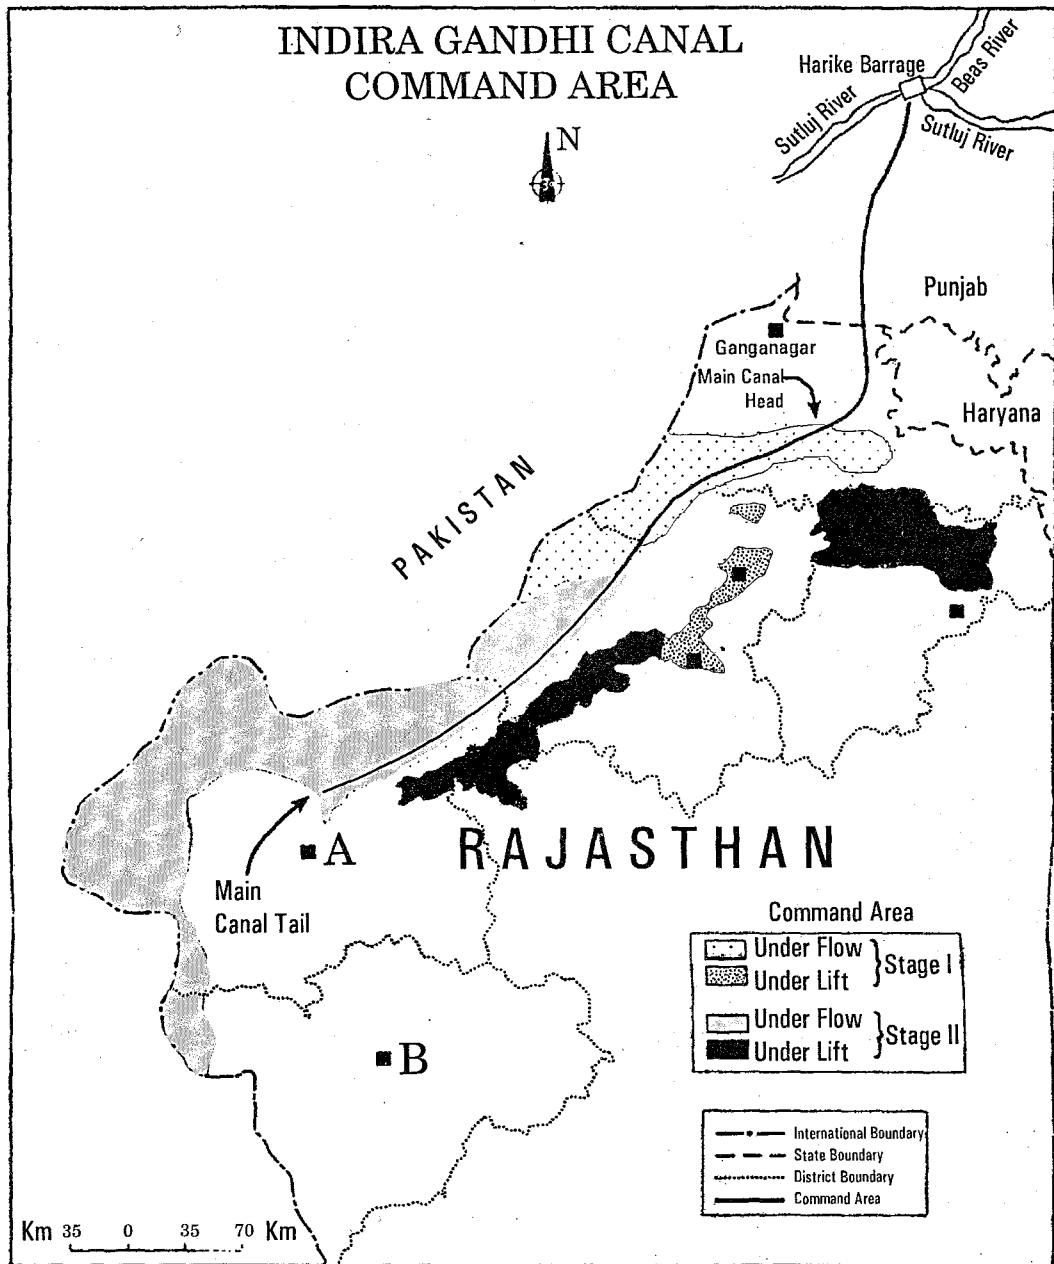 INDIRA GANDHI CANAL
COMMAND AREA
N
Harike Barrage
Beas River
Sutluj River
Sutluj River
Punjab
Ganganagar
Main Canal
Head
Haryana
PAKISTAN
A
RAJASTHAN
Main
Canal Tail
B
Command Area
Under Flow
Under Lift
Stage I
Under Flow
Under Lift
Stage II
International Boundary
State Boundary
District Boundary
Command Area
Km 35 0 35 70 Km